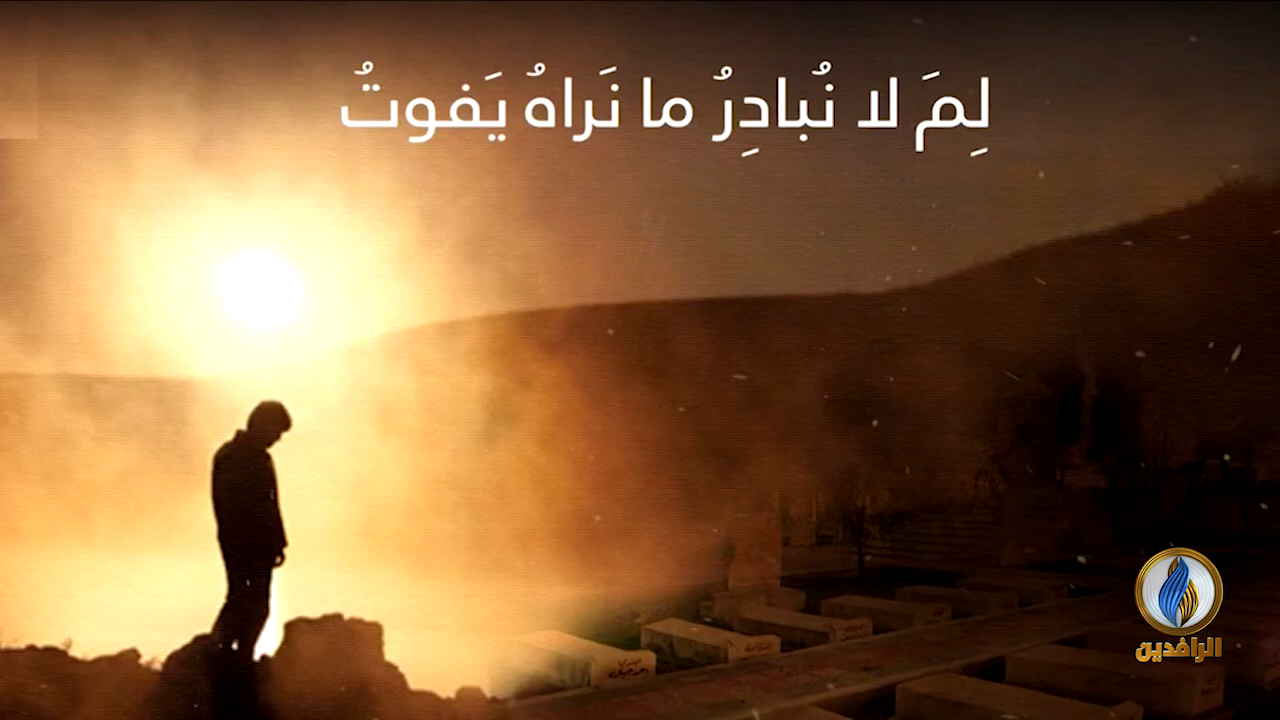 لِمَ لا نُبادِرُ ما نَراهُ يَفوتُ
الرافدين